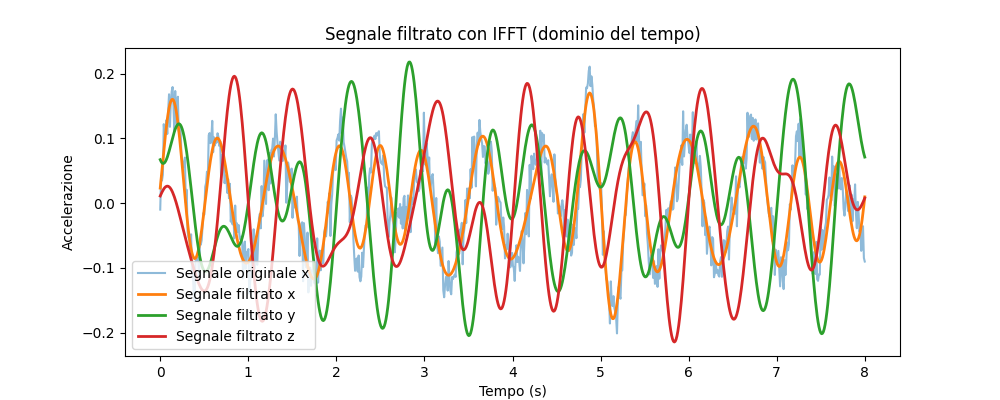 Segnale filtrato con IFFT (dominio del tempo)
Accelerazione
0.2
0.1
0.0
−0.1
−0.2
Segnale originale x
Segnale filtrato x
Segnale filtrato y
Segnale filtrato z
0 1 2 3 4 5 6 7 8
Tempo (s)